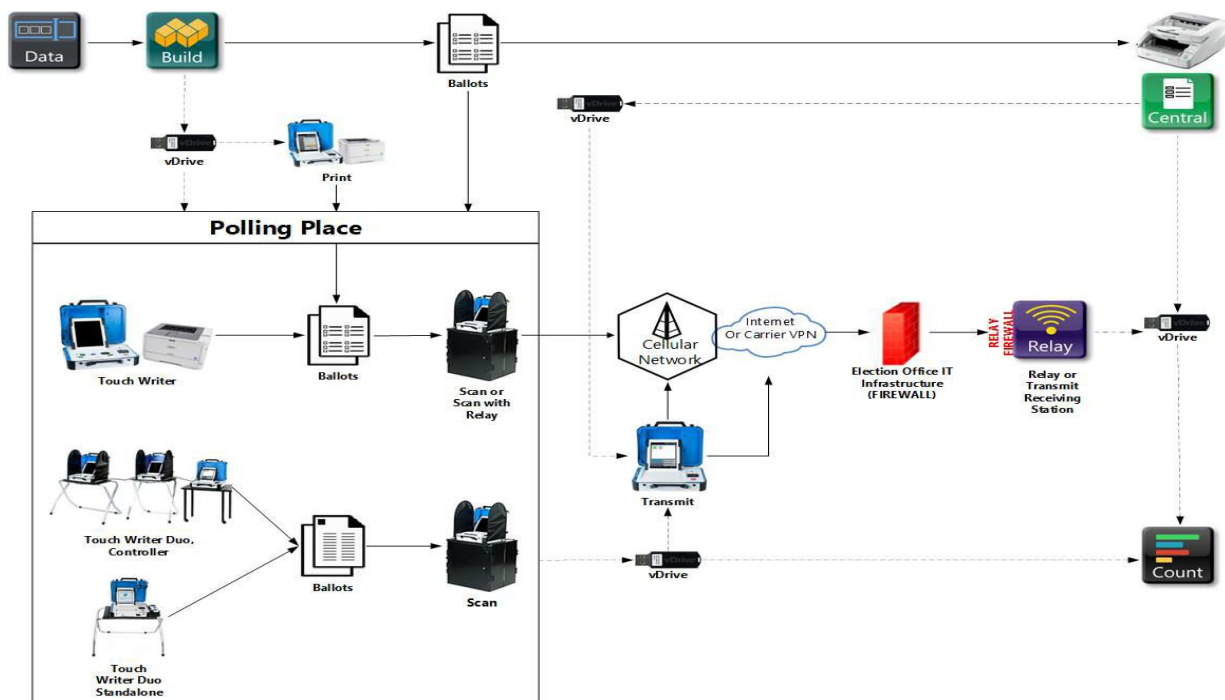 Data
Build
Ballots
Central
vDrive
vDrive
Print
Polling Place
Touch Writer
Ballots
Scan or
Scan with
Relay
Cellular
Network
Internet
Or Carrier VPN
Election Office IT
Infrastructure
(FIREWALL)
RELAY
FIREWALL
Relay
Relay or
Transmit
Receiving
Station
vDrive
Transmit
Touch Writer Duo,
Controller
Ballots
Scan
vDrive
Count
Touch
Writer Duo
Standalone